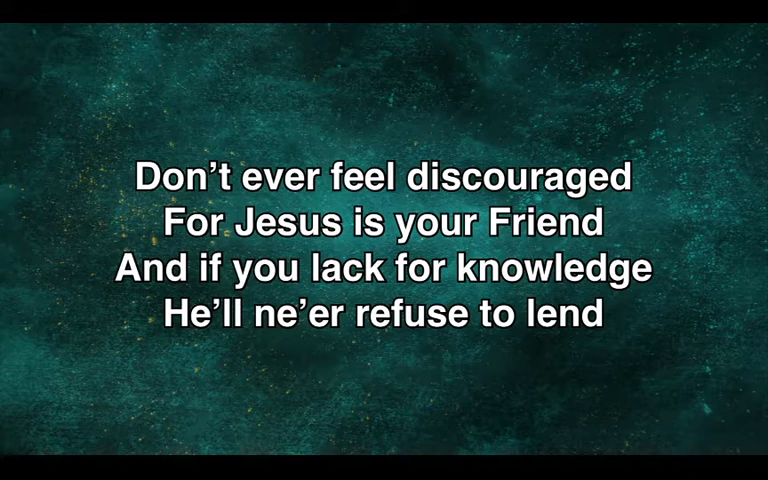 Don’t ever feel discouraged
For Jesus is your Friend
And if you lack for knowledge
He’ll ne’er refuse to lend